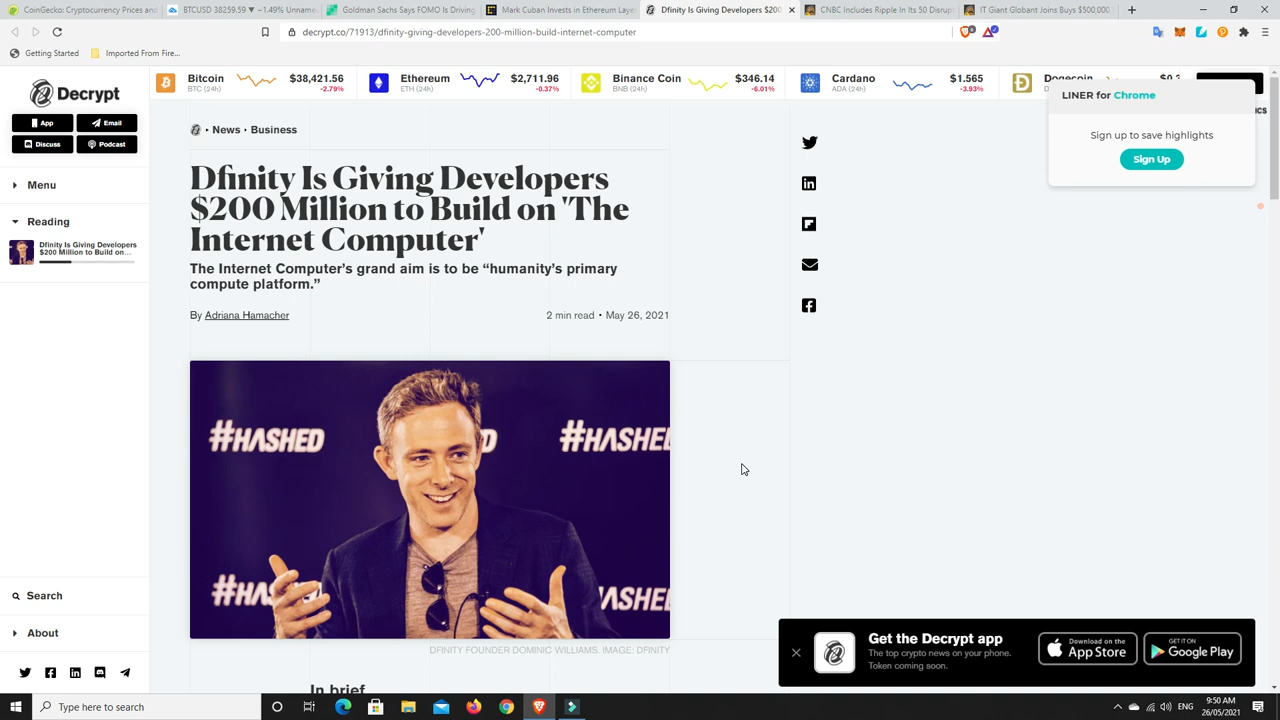 CoinGecko: Cryptocurrency Prices and
BTCUSD 38259.59 ▼ −1.49% Unname
Goldman Sachs Says FOMO Is Driving
Mark Cuban Invests in Ethereum Laye
Dfinity Is Giving Developers $200
CNBC Includes Ripple In Its 50 Disrupt
IT Giant Globant Joins Buys $500,000
decrypt.co/71913/dfinity-giving-developers-200-million-build-internet-computer
Getting Started
Imported From Fire...
Decrypt
App
Email
Discuss
Podcast
Menu
Reading
Dfinity Is Giving Developers
$200 Million to Build on...
Search
About
Bitcoin
BTC (24h)
$38,421.56
-2.79%
Ethereum
ETH (24h)
$2,711.96
-0.37%
Binance Coin
BNB (24h)
$346.14
-6.01%
Cardano
ADA (24h)
$1.565
-3.93%
LINER for Chrome
Sign up to save highlights
Sign Up
News • Business
Dfinity Is Giving Developers
$200 Million to Build on 'The
Internet Computer'
The Internet Computer’s grand aim is to be “humanity’s primary
compute platform.”
By Adriana Hamacher
2 min read • May 26, 2021
#HASHED
#HASHE
#HA
ASHED
DFINITY FOUNDER DOMINIC WILLIAMS. IMAGE: DFINITY
In brief
Get the Decrypt app
The top crypto news on your phone.
Token coming soon.
Download on the
App Store
GET IT ON
Google Play
Type here to search
ENG
9:50 AM
26/05/2021